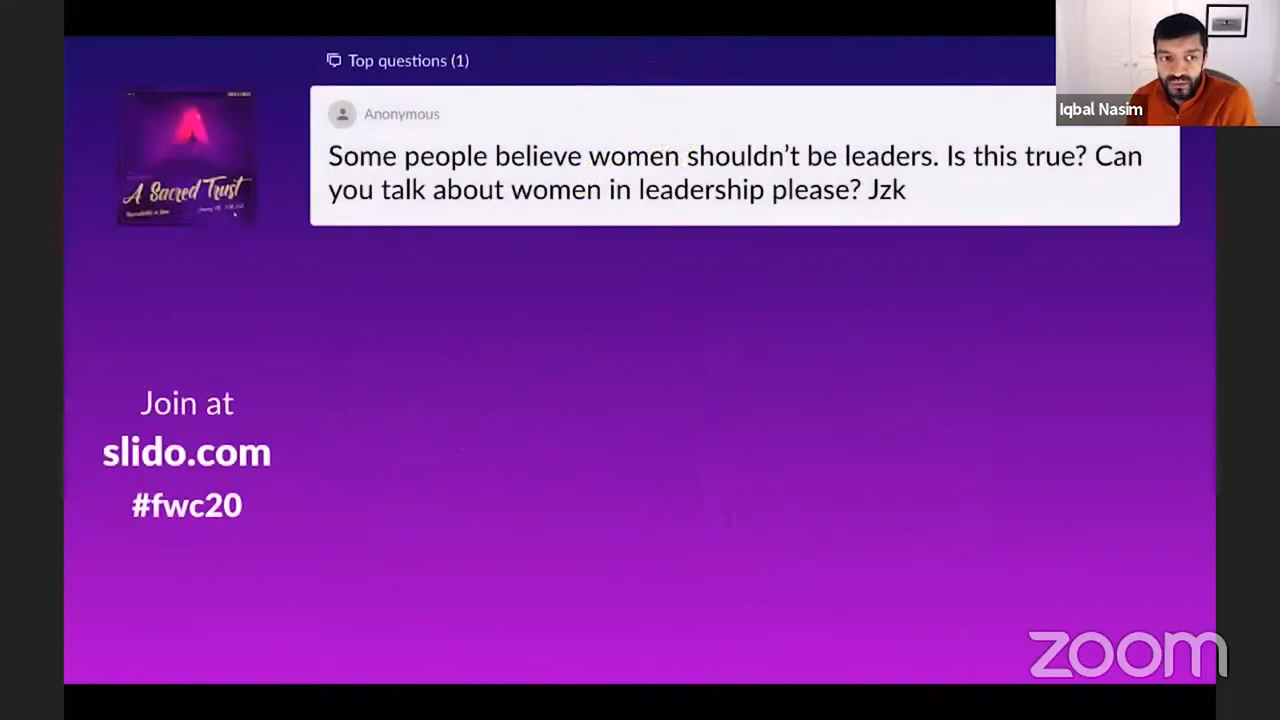 Top questions (1)
Iqbal Nasim
Anonymous
Some people believe women shouldn't be leaders. Is this true? Can
you talk about women in leadership please? Jzk
A Sacred Trust
Join at
slido.com
#fwc20
zoom